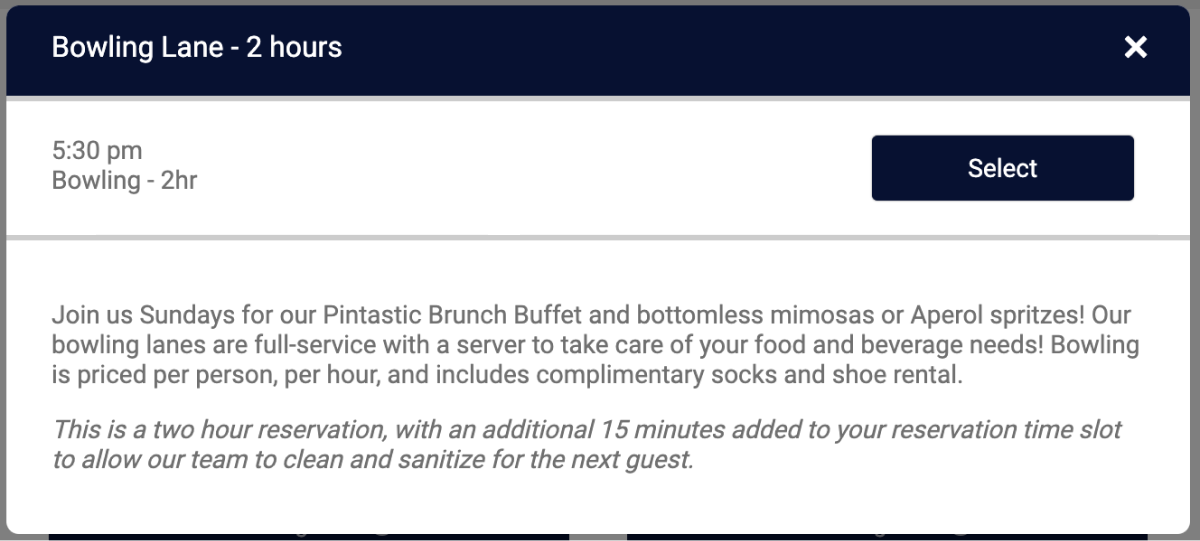 Bowling Lane - 2 hours
5:30 pm
Bowling - 2hr
Select
Join us Sundays for our Pintastic Brunch Buffet and bottomless mimosas or Aperol spritzes! Our
bowling lanes are full-service with a server to take care of your food and beverage needs! Bowling
is priced per person, per hour, and includes complimentary socks and shoe rental.
This is a two hour reservation, with an additional 15 minutes added to your reservation time slot
to allow our team to clean and sanitize for the next guest.